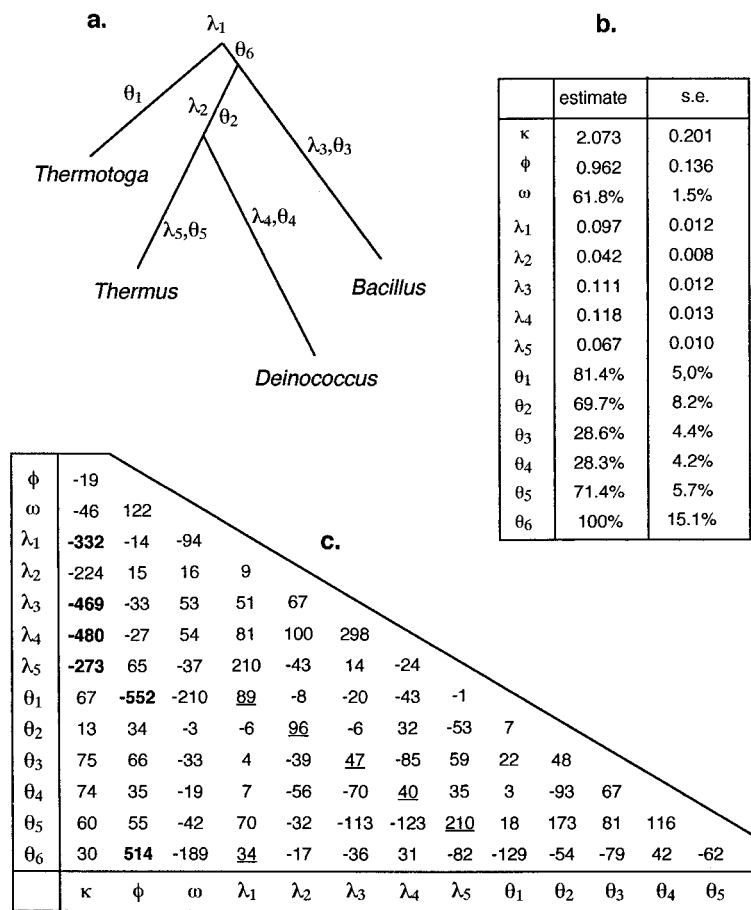 a.
λ1
θ6
θ1
λ2
θ2
λ3,θ3
Thermotoga
λ5,θ5
λ4,θ4
Thermus
Bacillus
Deinococcus
b.
estimate s.e.
κ 2.073 0.201
ϕ 0.962 0.136
ω 61.8% 1.5%
λ1 0.097 0.012
λ2 0.042 0.008
λ3 0.111 0.012
λ4 0.118 0.013
λ5 0.067 0.010
θ1 81.4% 5,0%
θ2 69.7% 8.2%
θ3 28.6% 4.4%
θ4 28.3% 4.2%
θ5 71.4% 5.7%
θ6 100% 15.1%
c.
ϕ -19
ω -46 122
λ1 -332 -14 -94
λ2 -224 15 16 9
λ3 -469 -33 53 51 67
λ4 -480 -27 54 81 100 298
λ5 -273 65 -37 210 -43 14 -24
θ1 67 -552 -210 89 -8 -20 -43 -1
θ2 13 34 -3 -6 96 -6 32 -53 7
θ3 75 66 -33 4 -39 47 -85 59 22 48
θ4 74 35 -19 7 -56 -70 40 35 3 -93 67
θ5 60 55 -42 70 -32 -113 -123 210 18 173 81 116
θ6 30 514 -189 34 -17 -36 31 -82 -129 -54 -79 42 -62
κ ϕ ω λ1 λ2 λ3 λ4 λ5 θ1 θ2 θ3 θ4 θ5